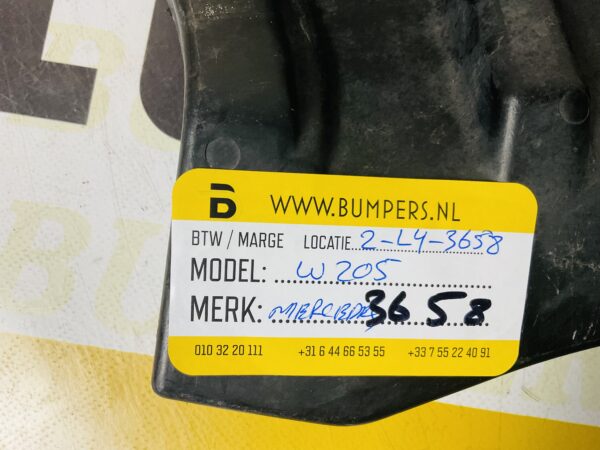 B WWW.BUMPERS.NL
BTW / MARGE LOCATIE 2-L4-3658
MODEL: W205
MERK: MERCEDES 3658
010 32 20 111 +31 6 44 66 53 55 +33 7 55 22 40 91